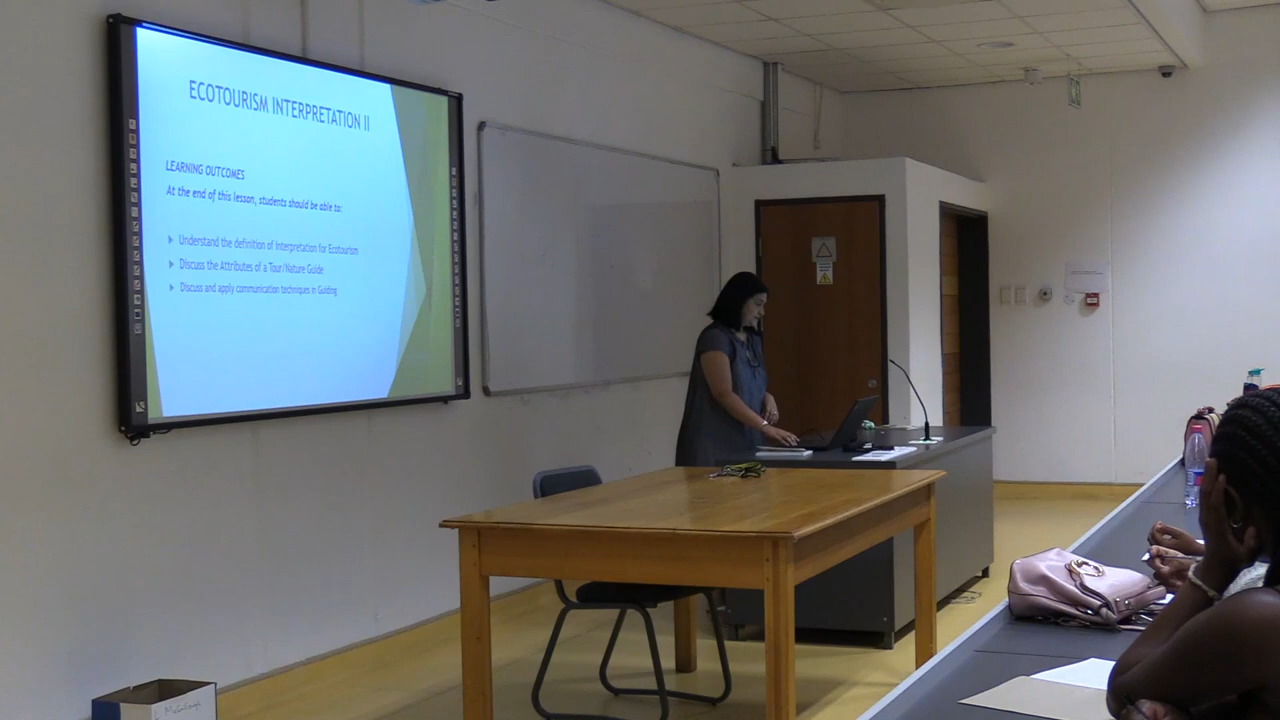 ECOTOURISM INTERPRETATION II
LEARNING OUTCOMES
At the end of this lesson, students should be able to:
Understand the definition of Interpretation for Ecotourism
Discuss the Attributes of a Tour/Nature Guide
Discuss and apply communication techniques in Guiding